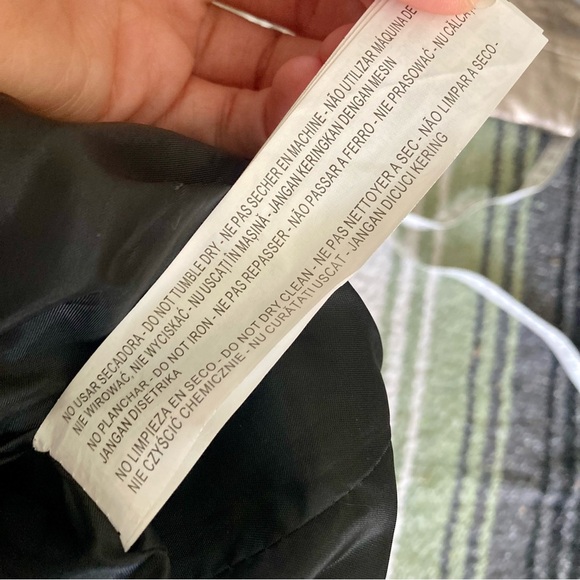 NO USAR SECADORA - DO NOT TUMBLE DRY - NE PAS SECHER EN MACHINE - NÃO UTILIZAR MÁQUINA DE
NIE WIROWAĆ, NIE WYCISKAĆ - NU USCAȚI ÎN MAȘINĂ - JANGAN KERINGKAN DENGAN MESIN
NO PLANCHAR - DO NOT IRON - NE PAS REPASSER - NÃO PASSAR A FERRO - NIE PRASOWAĆ - NU CĂLCAȚI
JANGAN DISETRIKA
NO LIMPIEZA EN SECO - DO NOT DRY CLEAN - NE PAS NETTOYER A SEC - NÃO LIMPAR A SECO -
NIE CZYŚCIĆ CHEMICZNIE - NU CURĂTATI USCAT - JANGAN DICUCI KERING